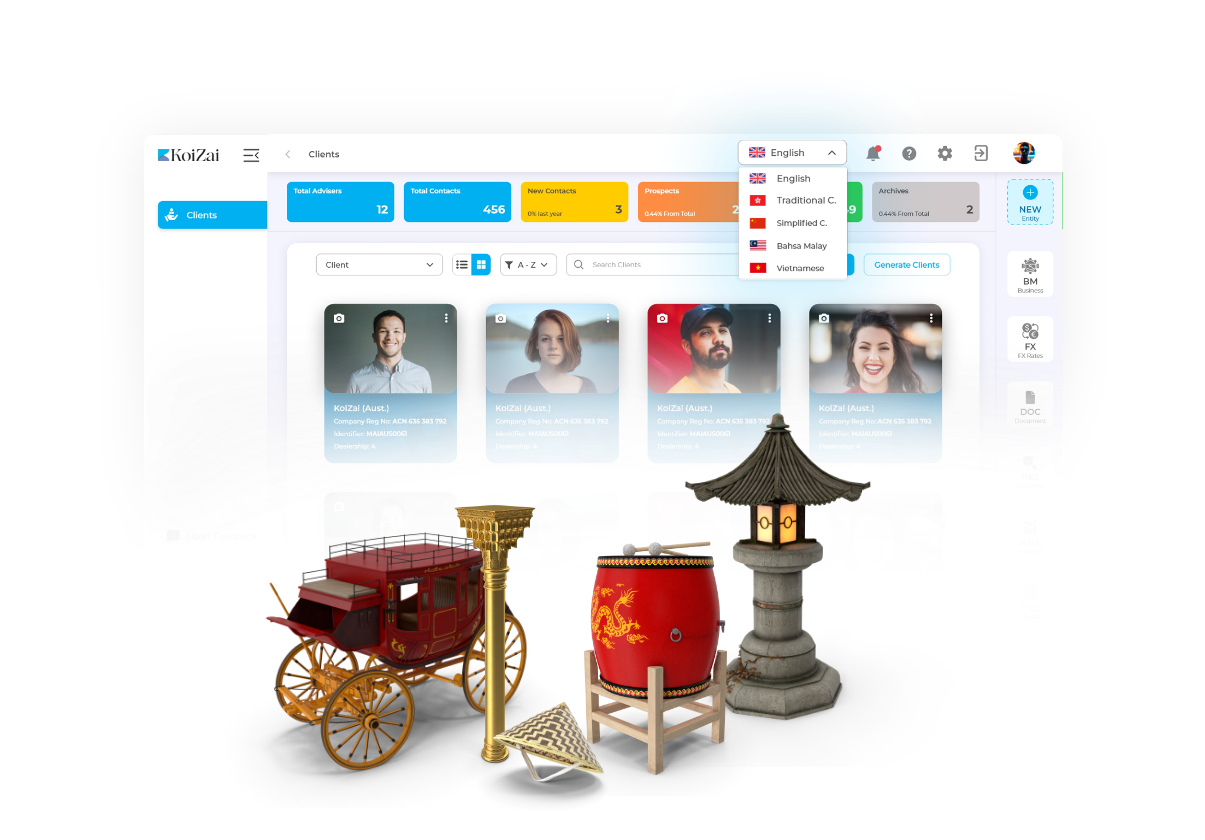 KoiZai
Clients
English
English
Traditional C.
Simplified C.
Bahsa Malay
Vietnamese
Clients
Total Advisers
12
Total Contacts
456
New Contacts
0% last year
3
Prospects
0.44% From Total
2
9
Archives
0.44% From Total
2
NEW
Entity
Client
A - Z
Search Clients
Generate Clients
BM
Business
FX
FX Rates
DOC
Document
KoiZai (Aust.)
Company Reg No: ACN 636 383 792
Identifier: MAIAUS0061
Dealership: 4
KoiZai (Aust.)
Company Reg No: ACN 636 383 792
Identifier: MAIAUS0061
Dealership: 4
KoiZai (Aust.)
Company Reg No: ACN 636 383 792
Identifier: MAIAUS0061
Dealership: 4
KoiZai (Aust.)
Company Reg No: ACN 636 383 792
Identifier: MAIAUS0061
Dealership: 4